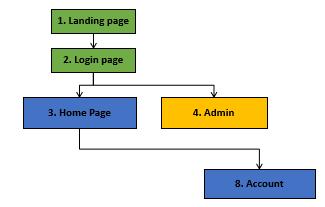 1. Landing page
2. Login page
3. Home Page
4. Admin
8. Account